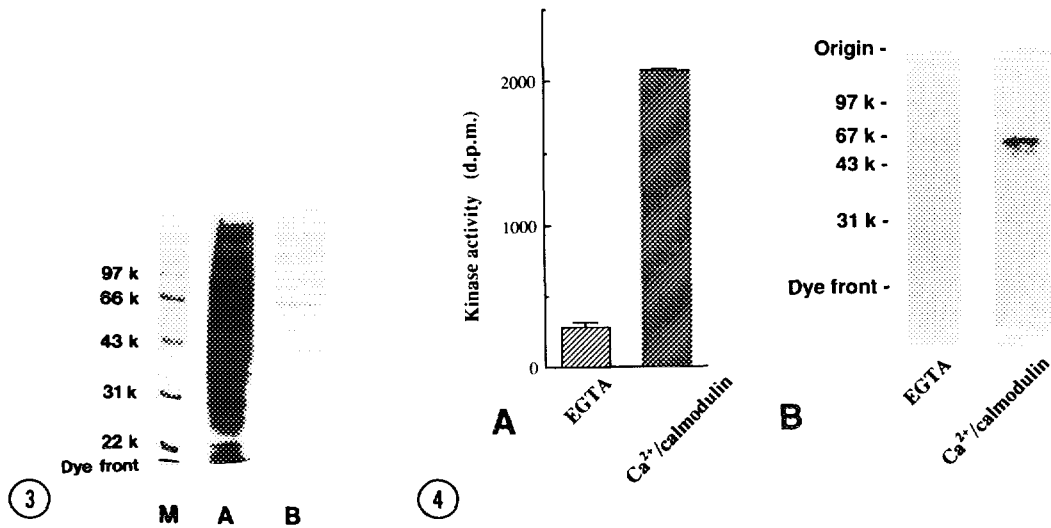 97 k
66 k
43 k
31 k
22 k
Dye front
M A B
3
Kinase activity (d.p.m.)
2000
1000
0
EGTA
Ca²⁺/calmodulin
A
4
Origin -
97 k -
67 k -
43 k -
31 k -
Dye front -
EGTA
Ca²⁺/calmodulin
B